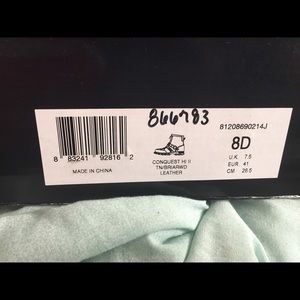 866783
81208690214J
8 83241 92816 2
MADE IN CHINA
CONQUEST HI II
TN/BRIARWD
LEATHER
8D
U.K 7.5
EUR 41
CM 26.5